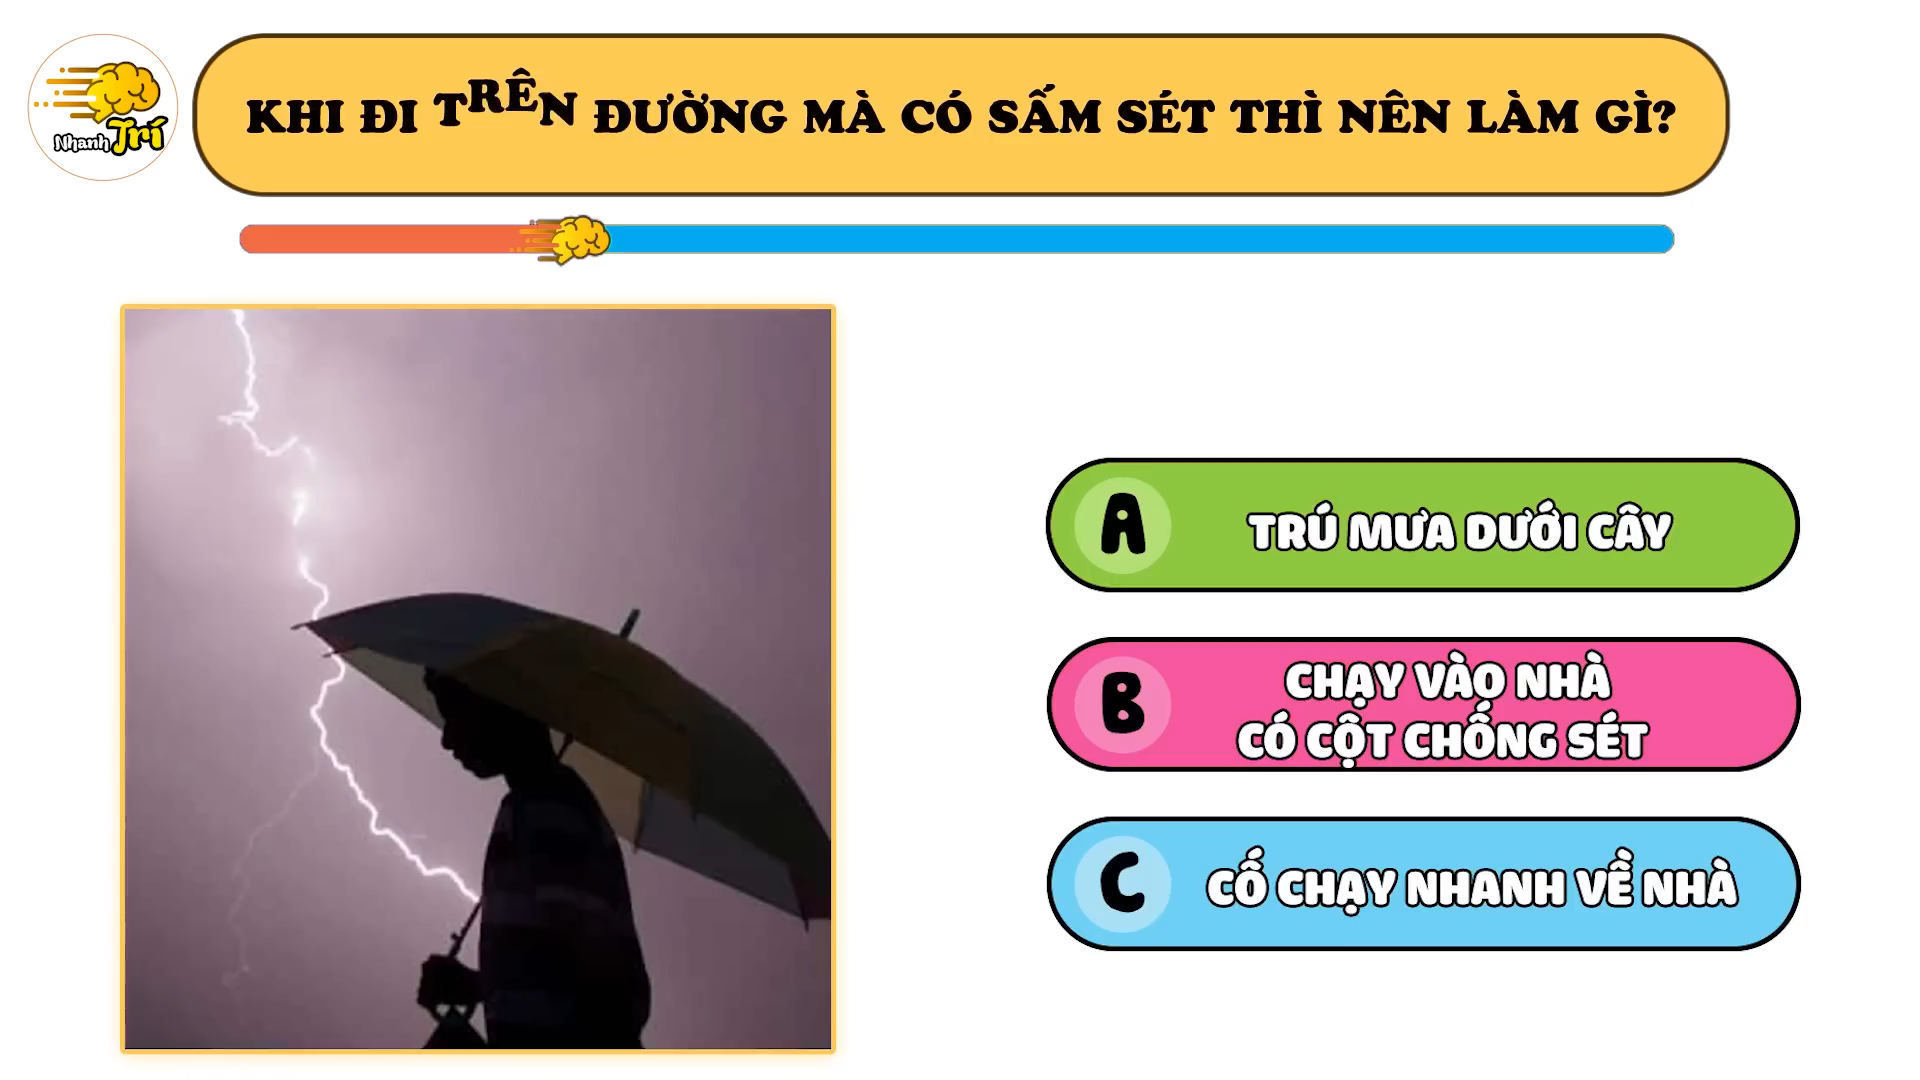 Nhanh Trí
KHI ĐI TRÊN ĐƯỜNG MÀ CÓ SẤM SÉT THÌ NÊN LÀM GÌ?
A TRÚ MƯA DƯỚI CÂY
B CHẠY VÀO NHÀ
CÓ CỘT CHỐNG SÉT
C CỐ CHẠY NHANH VỀ NHÀ